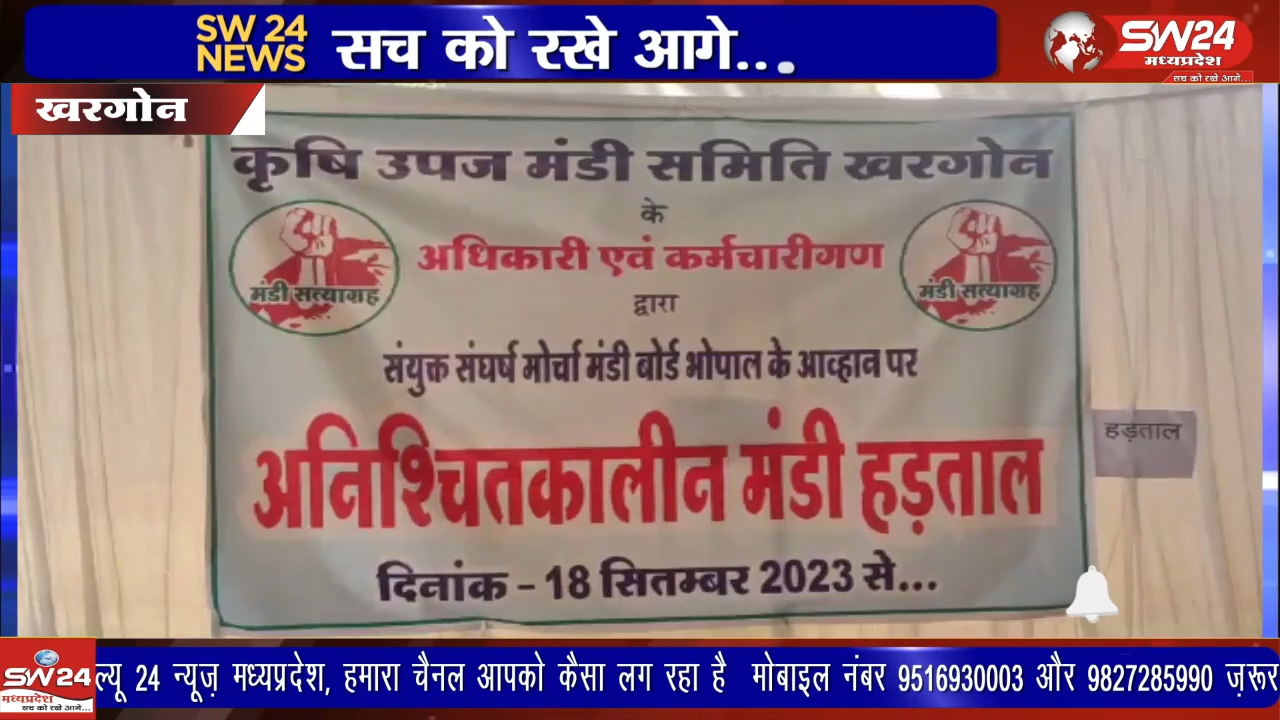 SW 24 NEWS सच को रखे आगे...
SW24
मध्यप्रदेश
सच को रखे आगे...
खरगोन
कृषि उपज मंडी समिति खरगोन
के
अधिकारी एवं कर्मचारीगण
मंडी सत्याग्रह
मंडी सत्याग्रह
द्वारा
संयुक्त संघर्ष मोर्चा मंडी बोर्ड भोपाल के आव्हान पर
अनिश्चितकालीन मंडी हड़ताल
हड़ताल
दिनांक - 18 सितम्बर 2023 से...
SW24
मध्यप्रदेश
सच को रखे आगे...
ल्यू 24 न्यूज़ मध्यप्रदेश, हमारा चैनल आपको कैसा लग रहा है मोबाइल नंबर 9516930003 और 9827285990 ज़रूर